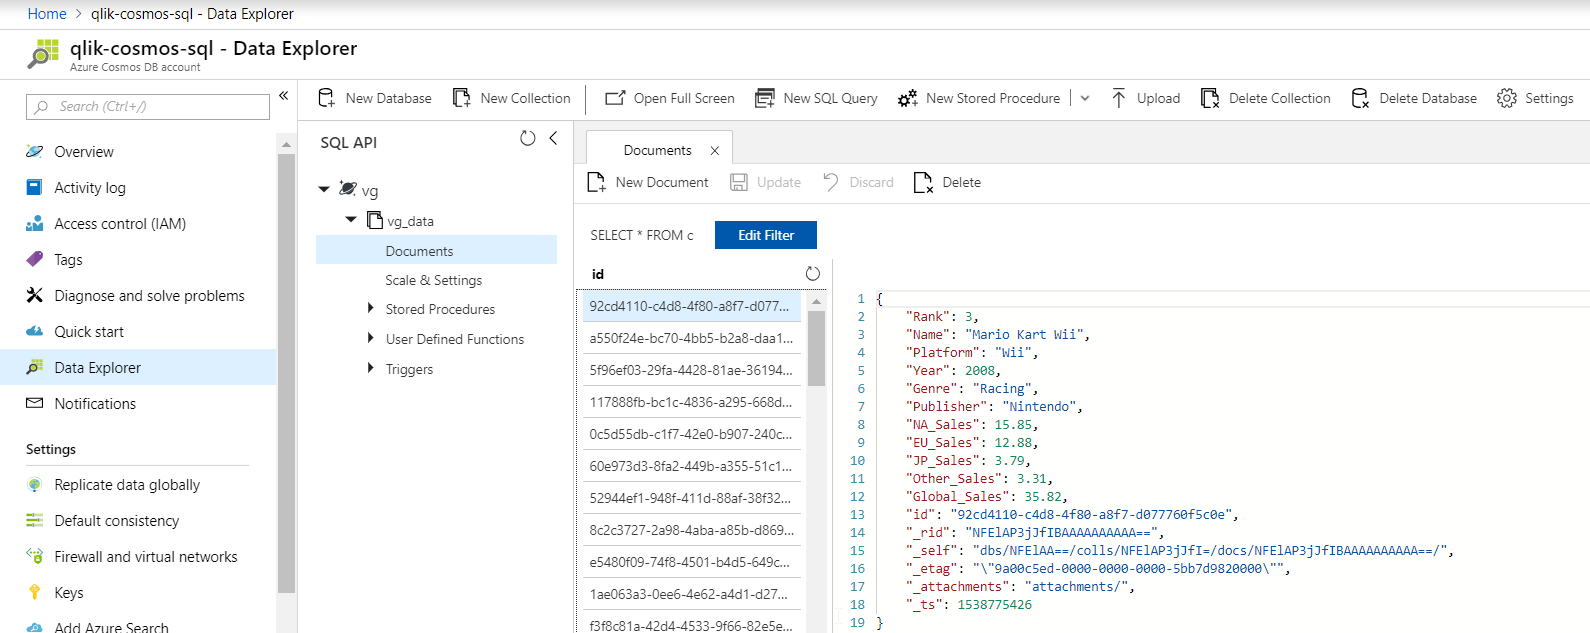 Home > qlik-cosmos-sql - Data Explorer
qlik-cosmos-sql - Data Explorer
Azure Cosmos DB account
Search (Ctrl+/)
«
Overview
Activity log
Access control (IAM)
Tags
Diagnose and solve problems
Quick start
Data Explorer
Notifications
Settings
Replicate data globally
Default consistency
Firewall and virtual networks
Keys
Add Azure Search
New Database New Collection Open Full Screen New SQL Query New Stored Procedure Upload Delete Collection Delete Database Settings
SQL API
vg
vg_data
Documents
Scale & Settings
Stored Procedures
User Defined Functions
Triggers
Documents
New Document Update Discard Delete
SELECT * FROM c Edit Filter
id
92cd4110-c4d8-4f80-a8f7-d077...
a550f24e-bc70-4bb5-b2a8-daa1...
5f96ef03-29fa-4428-81ae-36194...
117888fb-bc1c-4836-a295-668d...
0c5d55db-c1f7-42e0-b907-240c...
60e973d3-8fa2-449b-a355-51c1...
52944ef1-948f-411d-88af-38f32...
8c2c3727-2a98-4aba-a85b-d869...
e5480f09-74f8-4501-b4d5-649c...
1ae063a3-0ee6-4e62-a4d1-d27...
f3f8c81a-42d4-4533-9f66-82e5e...
1 {
2 "Rank": 3,
3 "Name": "Mario Kart Wii",
4 "Platform": "Wii",
5 "Year": 2008,
6 "Genre": "Racing",
7 "Publisher": "Nintendo",
8 "NA_Sales": 15.85,
9 "EU_Sales": 12.88,
10 "JP_Sales": 3.79,
11 "Other_Sales": 3.31,
12 "Global_Sales": 35.82,
13 "id": "92cd4110-c4d8-4f80-a8f7-d077760f5c0e",
14 "_rid": "NFElAP3jJfIBAAAAAAAAAA==",
15 "_self": "dbs/NFElAA==/colls/NFElAP3jJfI=/docs/NFElAP3jJfIBAAAAAAAAAA==/",
16 "_etag": "\"9a00c5ed-0000-0000-0000-5bb7d9820000\"",
17 "_attachments": "attachments/",
18 "_ts": 1538775426
19 }